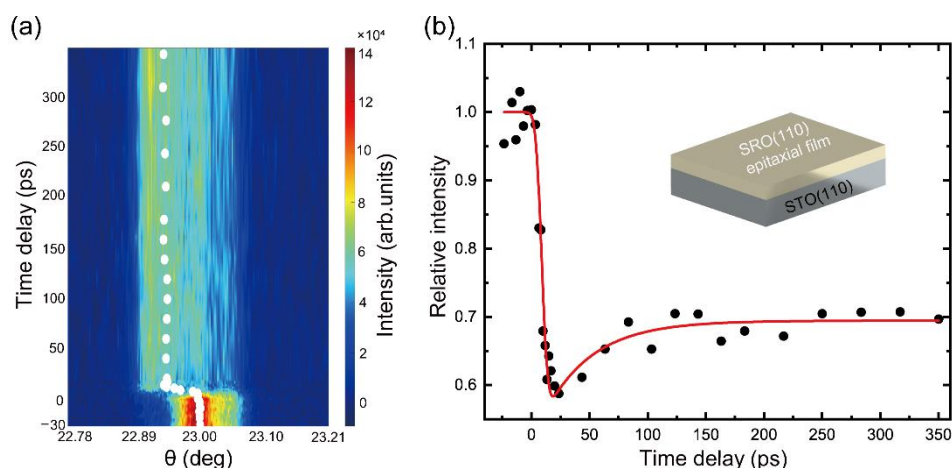 (a)
×10⁴
Time delay (ps)
300
250
200
150
100
50
0
−30
22.78 22.89 23.00 23.10 23.21
θ (deg)
14
12
10
8
6
4
2
0
Intensity (arb.units)
(b)
Relative intensity
1.1
1.0
0.9
0.8
0.7
0.6
0 50 100 150 200 250 300 350
Time delay (ps)
SRO(110)
epitaxial film
STO(110)